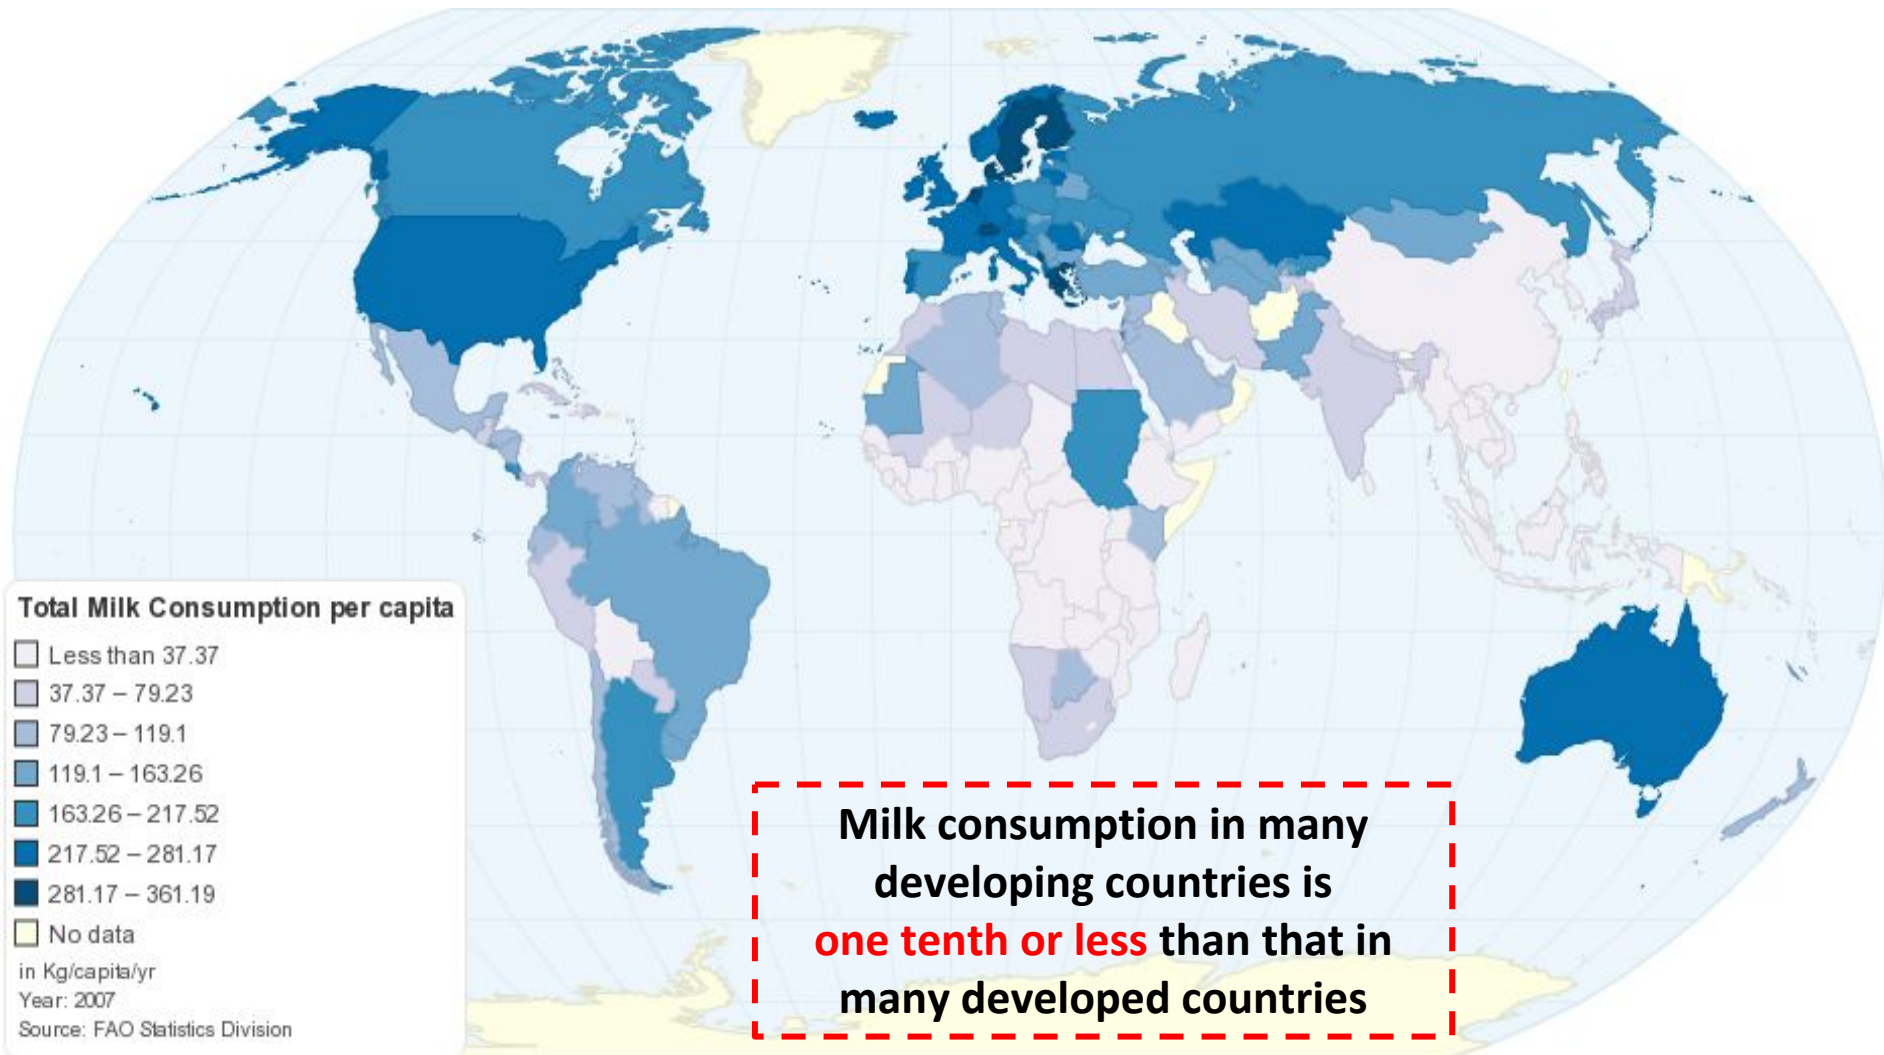 Total Milk Consumption per capita
Less than 37.37
37.37 – 79.23
79.23 – 119.1
119.1 – 163.26
163.26 – 217.52
217.52 – 281.17
281.17 – 361.19
No data
in Kg/capita/yr
Year: 2007
Source: FAO Statistics Division
Milk consumption in many
developing countries is
one tenth or less than that in
many developed countries